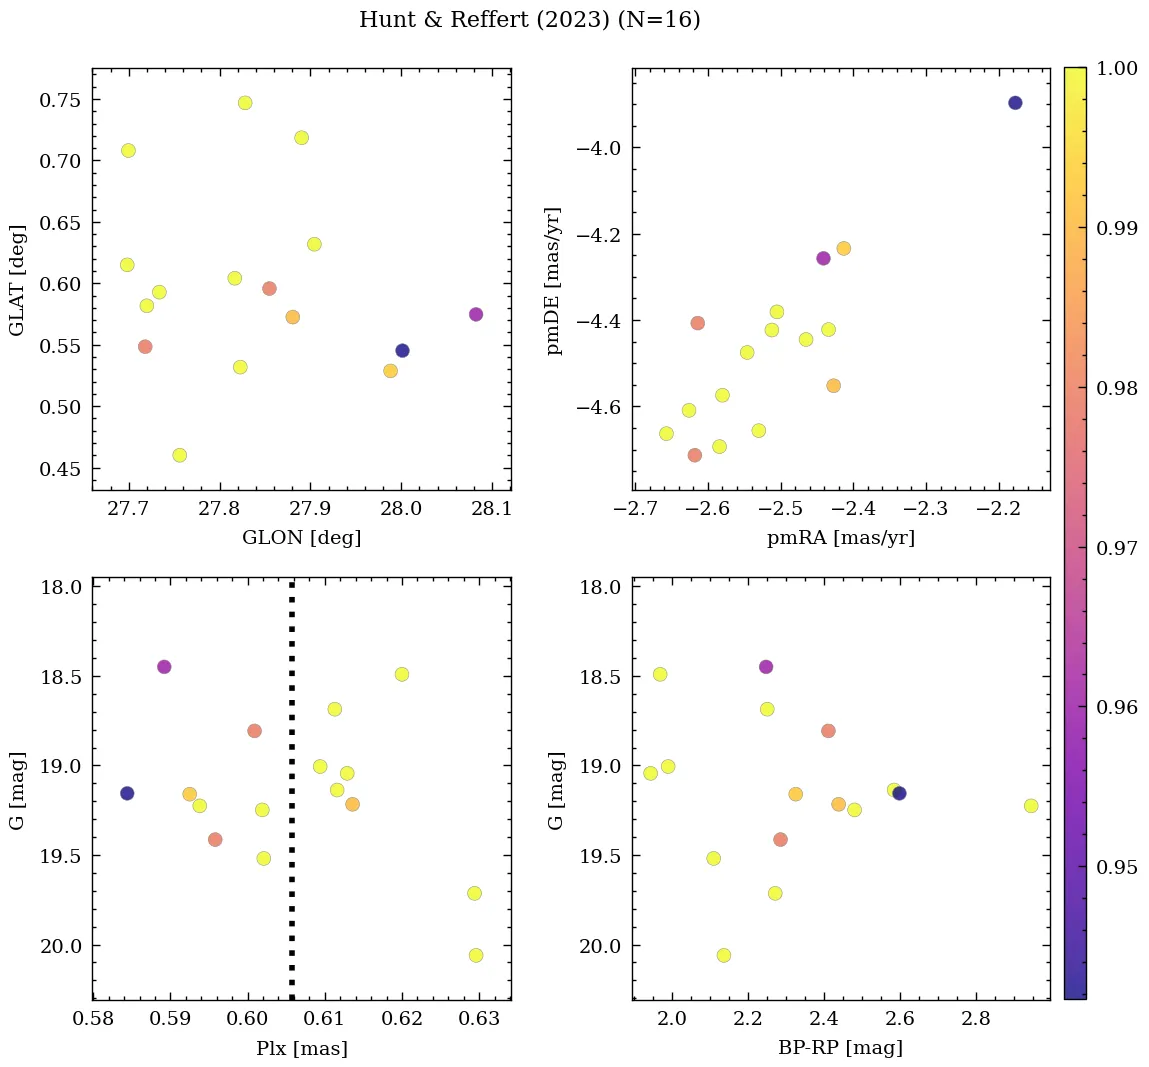 Hunt & Reffert (2023) (N=16)
0.75
0.70
0.65
0.60
0.55
0.50
0.45
GLAT [deg]
27.7 27.8 27.9 28.0 28.1
GLON [deg]
−4.0
−4.2
−4.4
−4.6
pmDE [mas/yr]
−2.7 −2.6 −2.5 −2.4 −2.3 −2.2
pmRA [mas/yr]
18.0
18.5
19.0
19.5
20.0
G [mag]
0.58 0.59 0.60 0.61 0.62 0.63
Plx [mas]
18.0
18.5
19.0
19.5
20.0
G [mag]
2.0 2.2 2.4 2.6 2.8
BP-RP [mag]
1.00
0.99
0.98
0.97
0.96
0.95